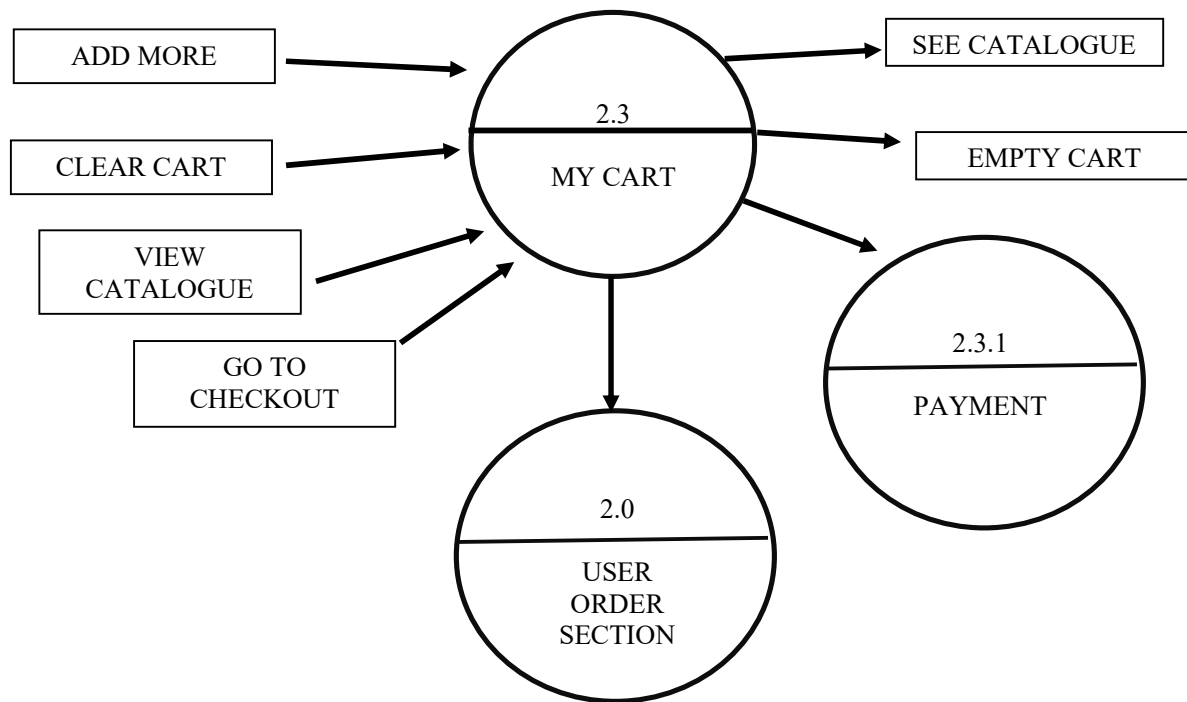 ADD MORE
SEE CATALOGUE
2.3
MY CART
EMPTY CART
CLEAR CART
VIEW
CATALOGUE
GO TO
CHECKOUT
2.3.1
PAYMENT
2.0
USER
ORDER
SECTION